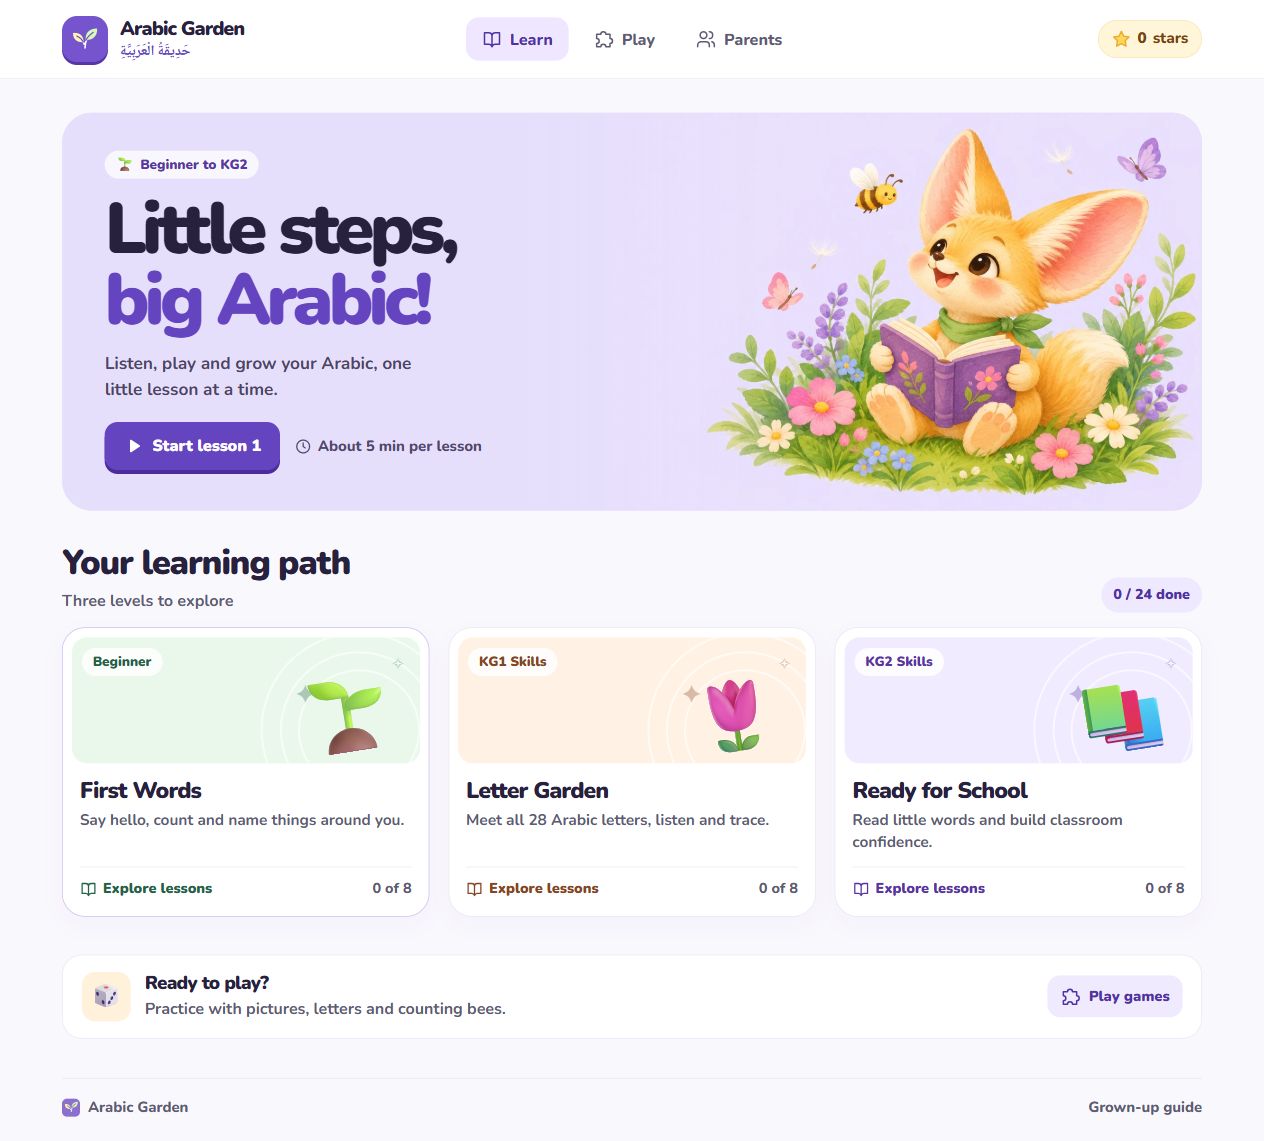 Arabic Garden
حَدِيقَةُ الْعَرَبِيَّةِ
Learn
Play
Parents
0 stars
Beginner to KG2
Little steps,
big Arabic!
Listen, play and grow your Arabic, one
little lesson at a time.
Start lesson 1
About 5 min per lesson
Your learning path
Three levels to explore
0 / 24 done
Beginner
First Words
Say hello, count and name things around you.
Explore lessons
0 of 8
KG1 Skills
Letter Garden
Meet all 28 Arabic letters, listen and trace.
Explore lessons
0 of 8
KG2 Skills
Ready for School
Read little words and build classroom
confidence.
Explore lessons
0 of 8
Ready to play?
Practice with pictures, letters and counting bees.
Play games
Arabic Garden
Grown-up guide